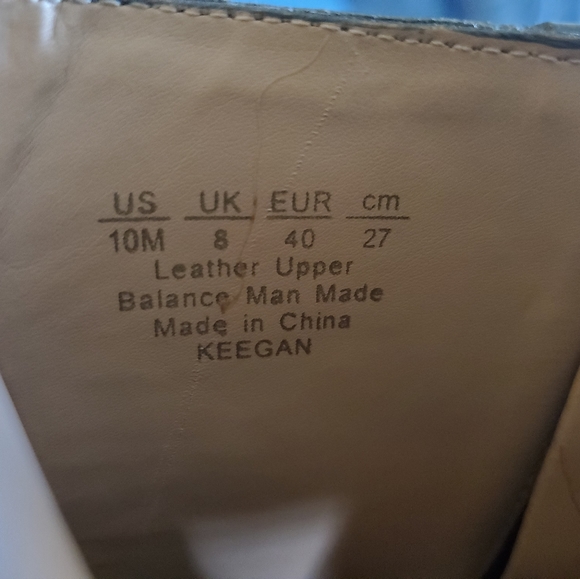 US UK EUR cm
10M 8 40 27
Leather Upper
Balance Man Made
Made in China
KEEGAN